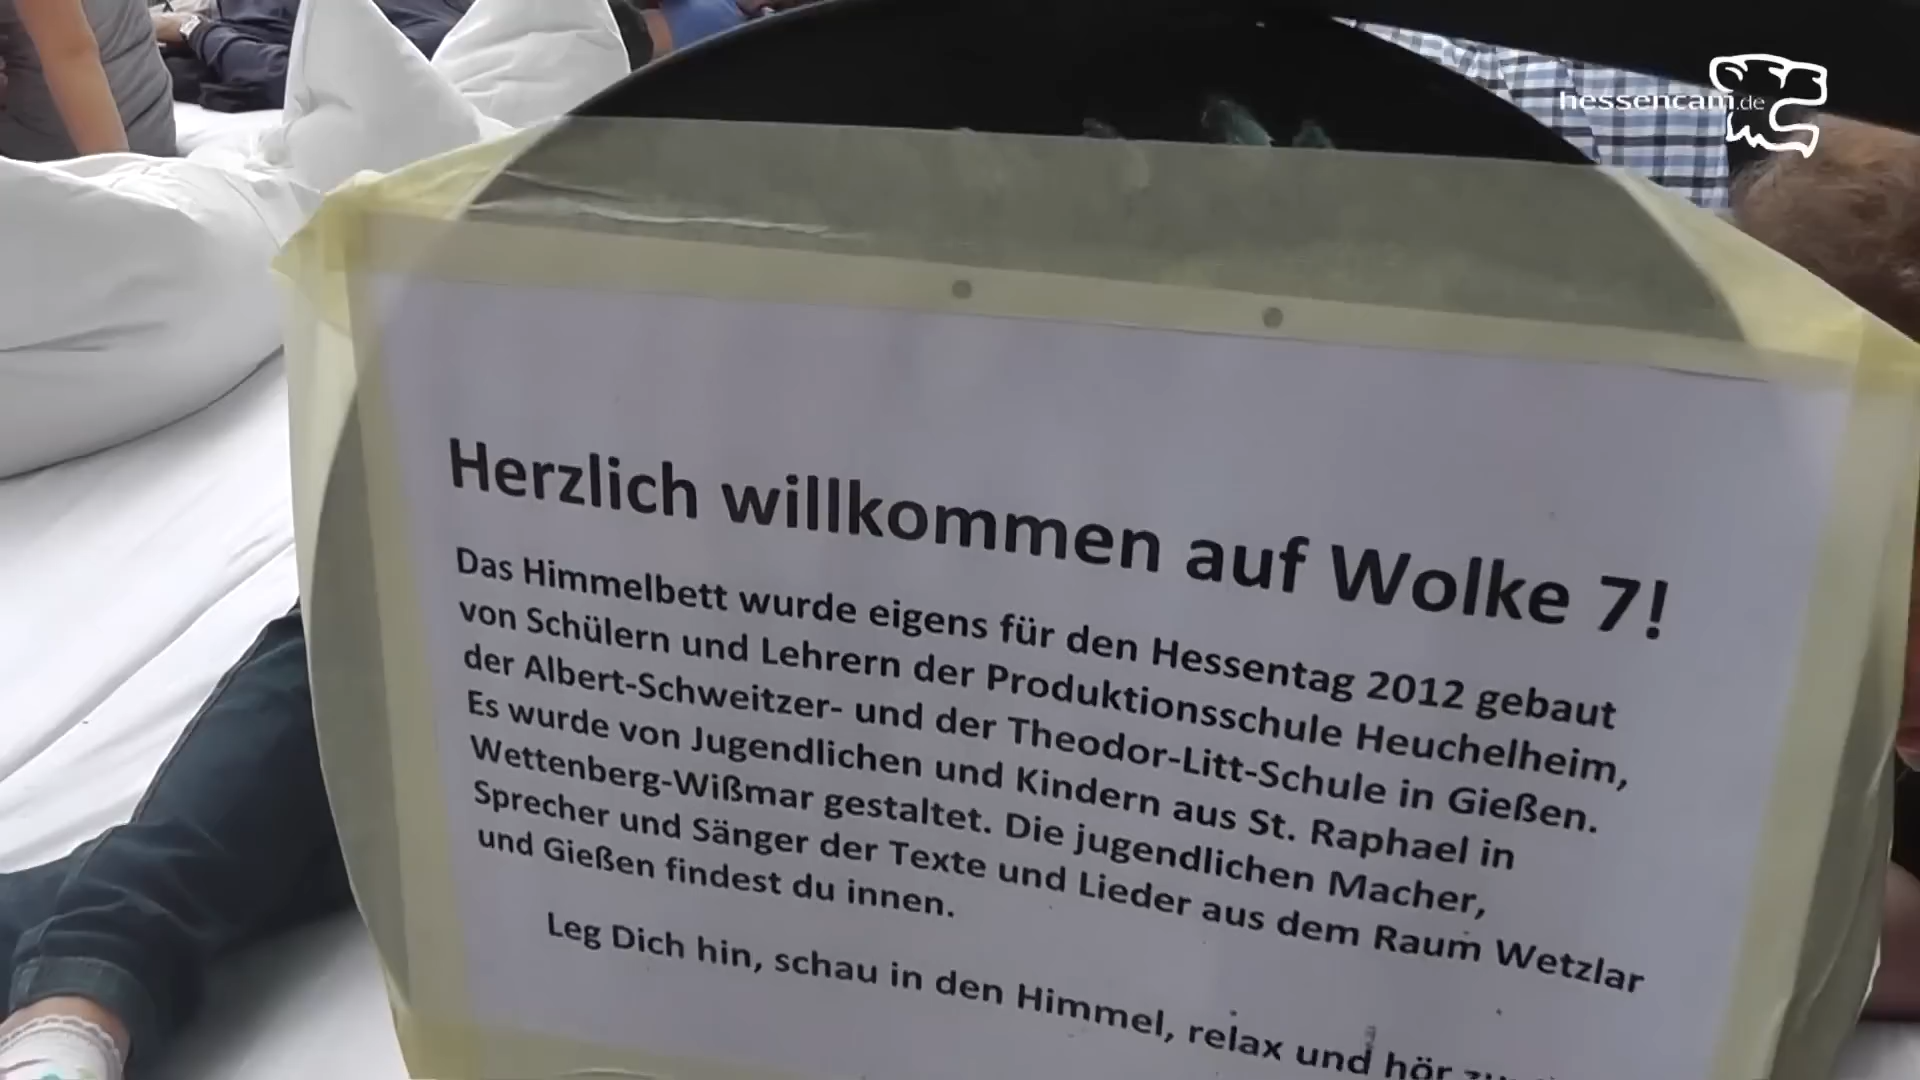 hessencam.de
Herzlich willkommen auf Wolke 7!
Das Himmelbett wurde eigens für den Hessentag 2012 gebaut
von Schülern und Lehrern der Produktionsschule Heuchelheim,
der Albert-Schweitzer- und der Theodor-Litt-Schule in Gießen.
Es wurde von Jugendlichen und Kindern aus St. Raphael in
Wettenberg-Wißmar gestaltet. Die jugendlichen Macher,
Sprecher und Sänger der Texte und Lieder aus dem Raum Wetzlar
und Gießen findest du innen.
Leg Dich hin, schau in den Himmel, relax und hör